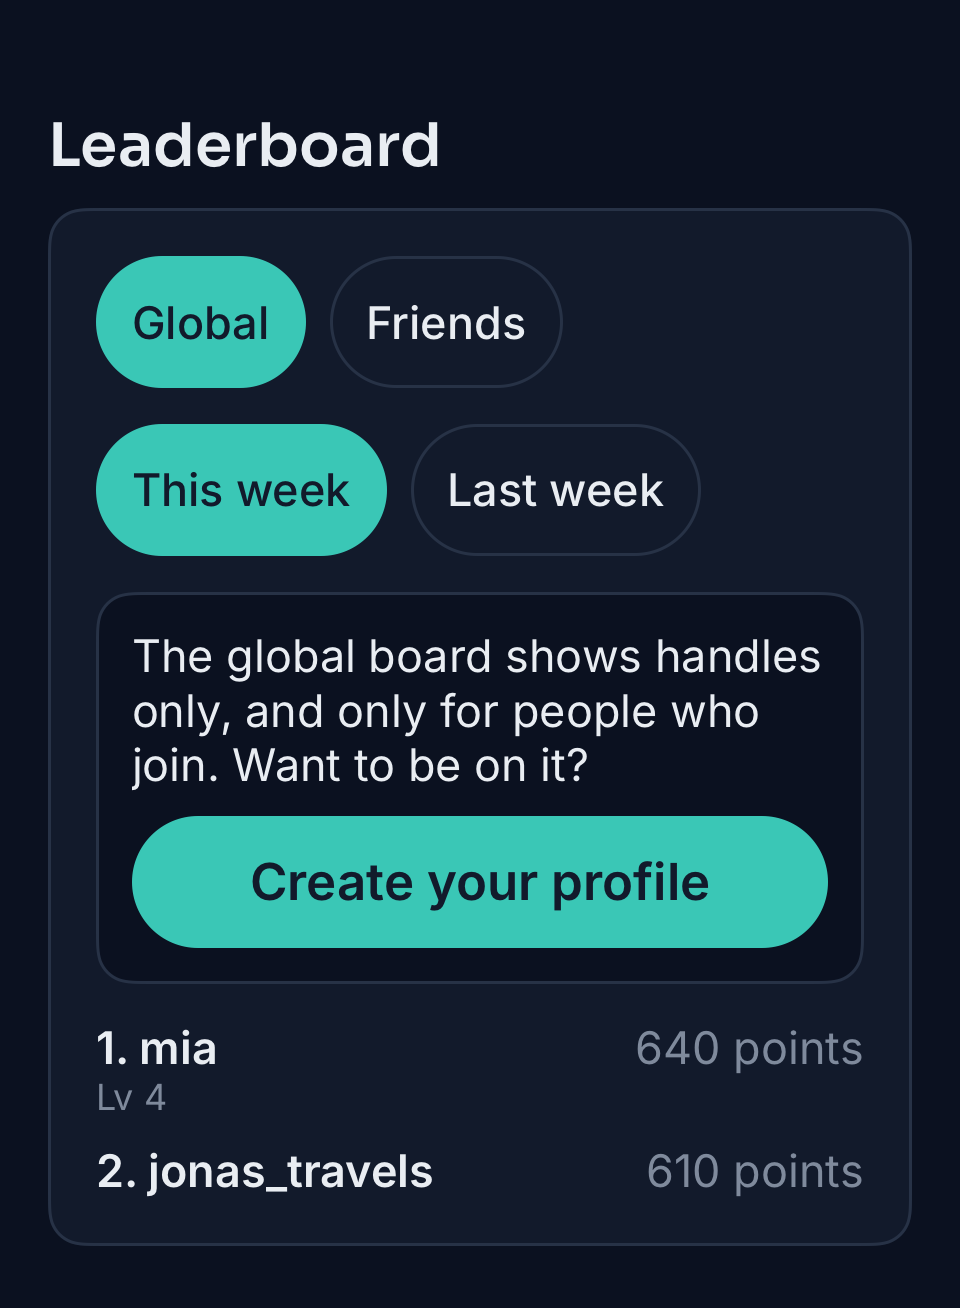 Leaderboard
Global Friends
This week Last week
The global board shows handles
only, and only for people who
join. Want to be on it?
Create your profile
1. mia 640 points
Lv 4
2. jonas_travels 610 points